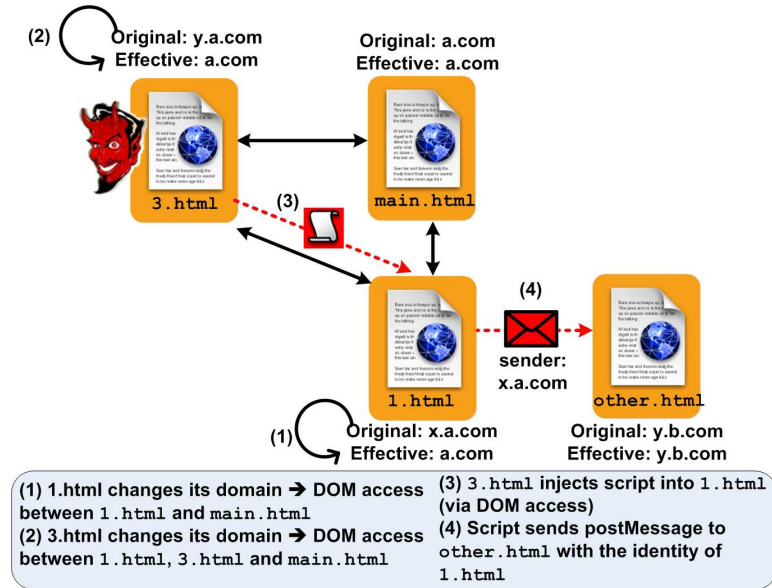 (2)
Original: y.a.com
Effective: a.com
Original: a.com
Effective: a.com
3.html
main.html
(3)
(4)
sender:
x.a.com
1.html
other.html
(1)
Original: x.a.com
Effective: a.com
Original: y.b.com
Effective: y.b.com
(1) 1.html changes its domain ➔ DOM access
between 1.html and main.html
(2) 3.html changes its domain ➔ DOM access
between 1.html, 3.html and main.html
(3) 3.html injects script into 1.html
(via DOM access)
(4) Script sends postMessage to
other.html with the identity of
1.html